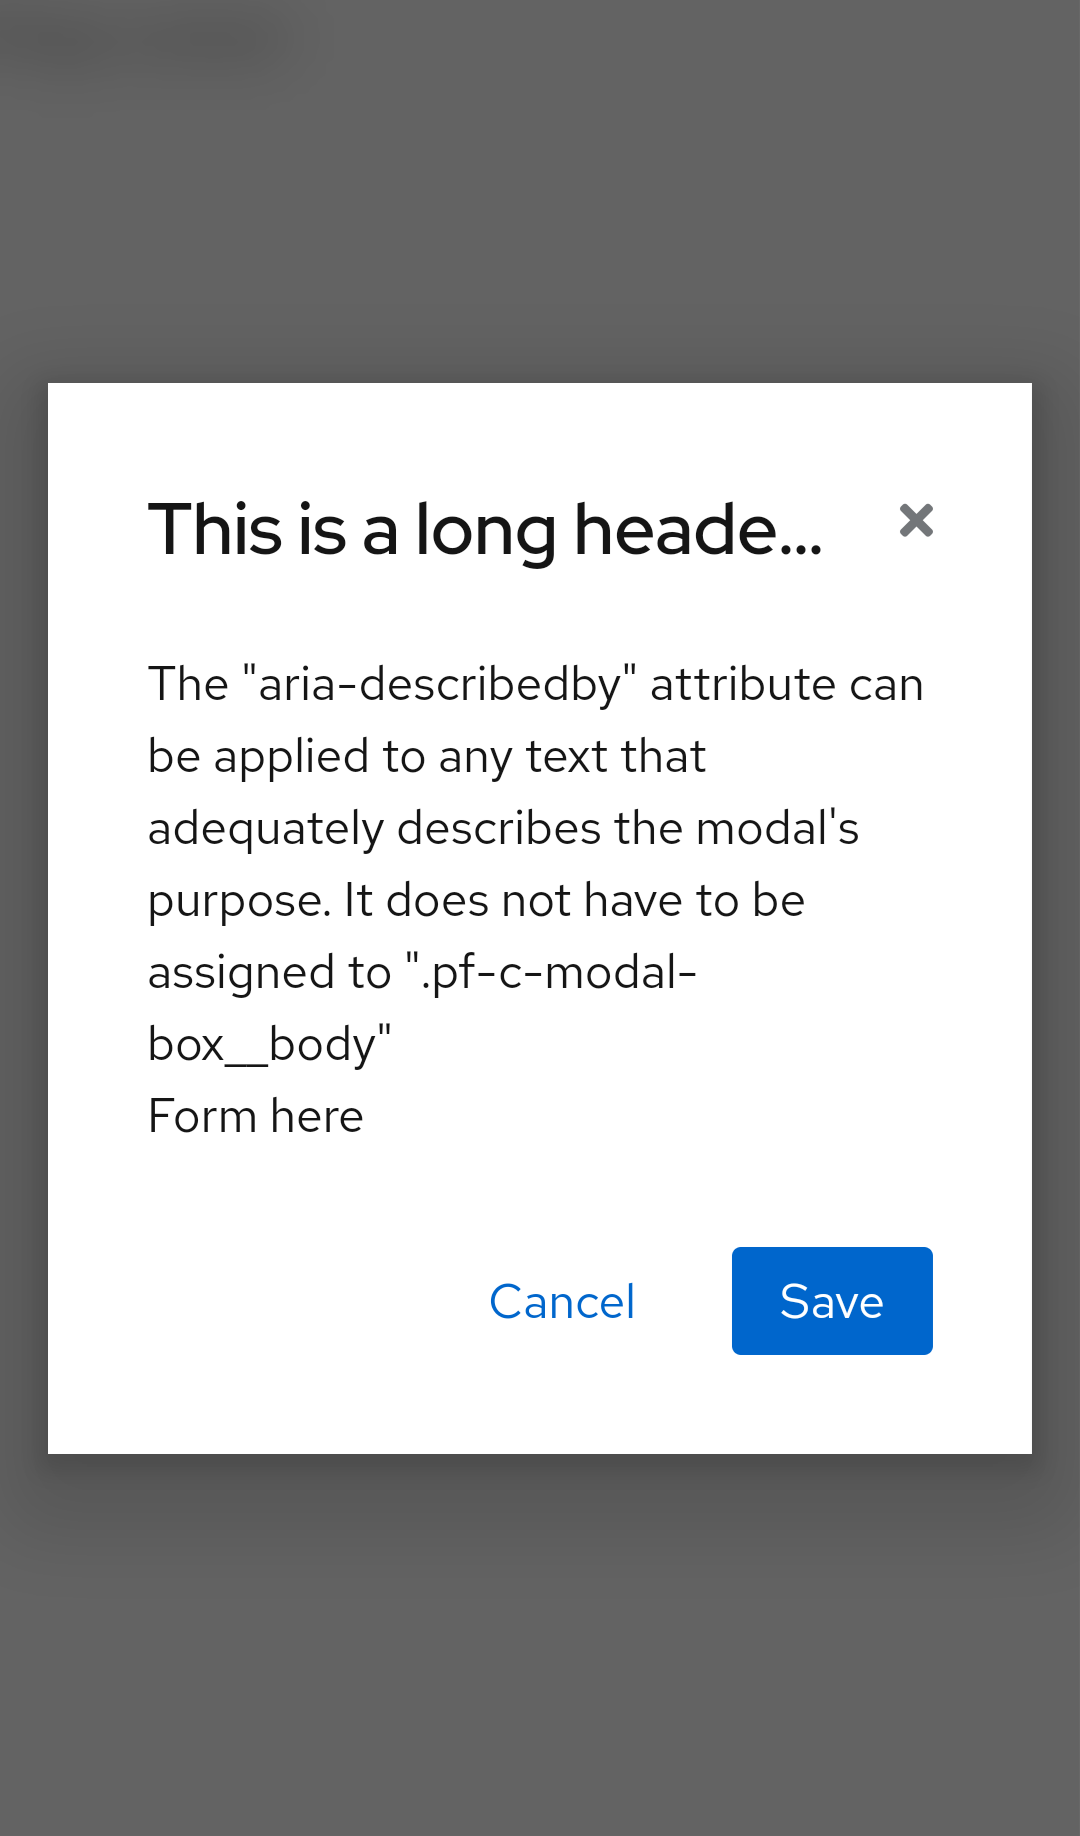 This is a long heade...
The "aria-describedby" attribute can
be applied to any text that
adequately describes the modal's
purpose. It does not have to be
assigned to ".pf-c-modal-
box__body"
Form here
Cancel
Save